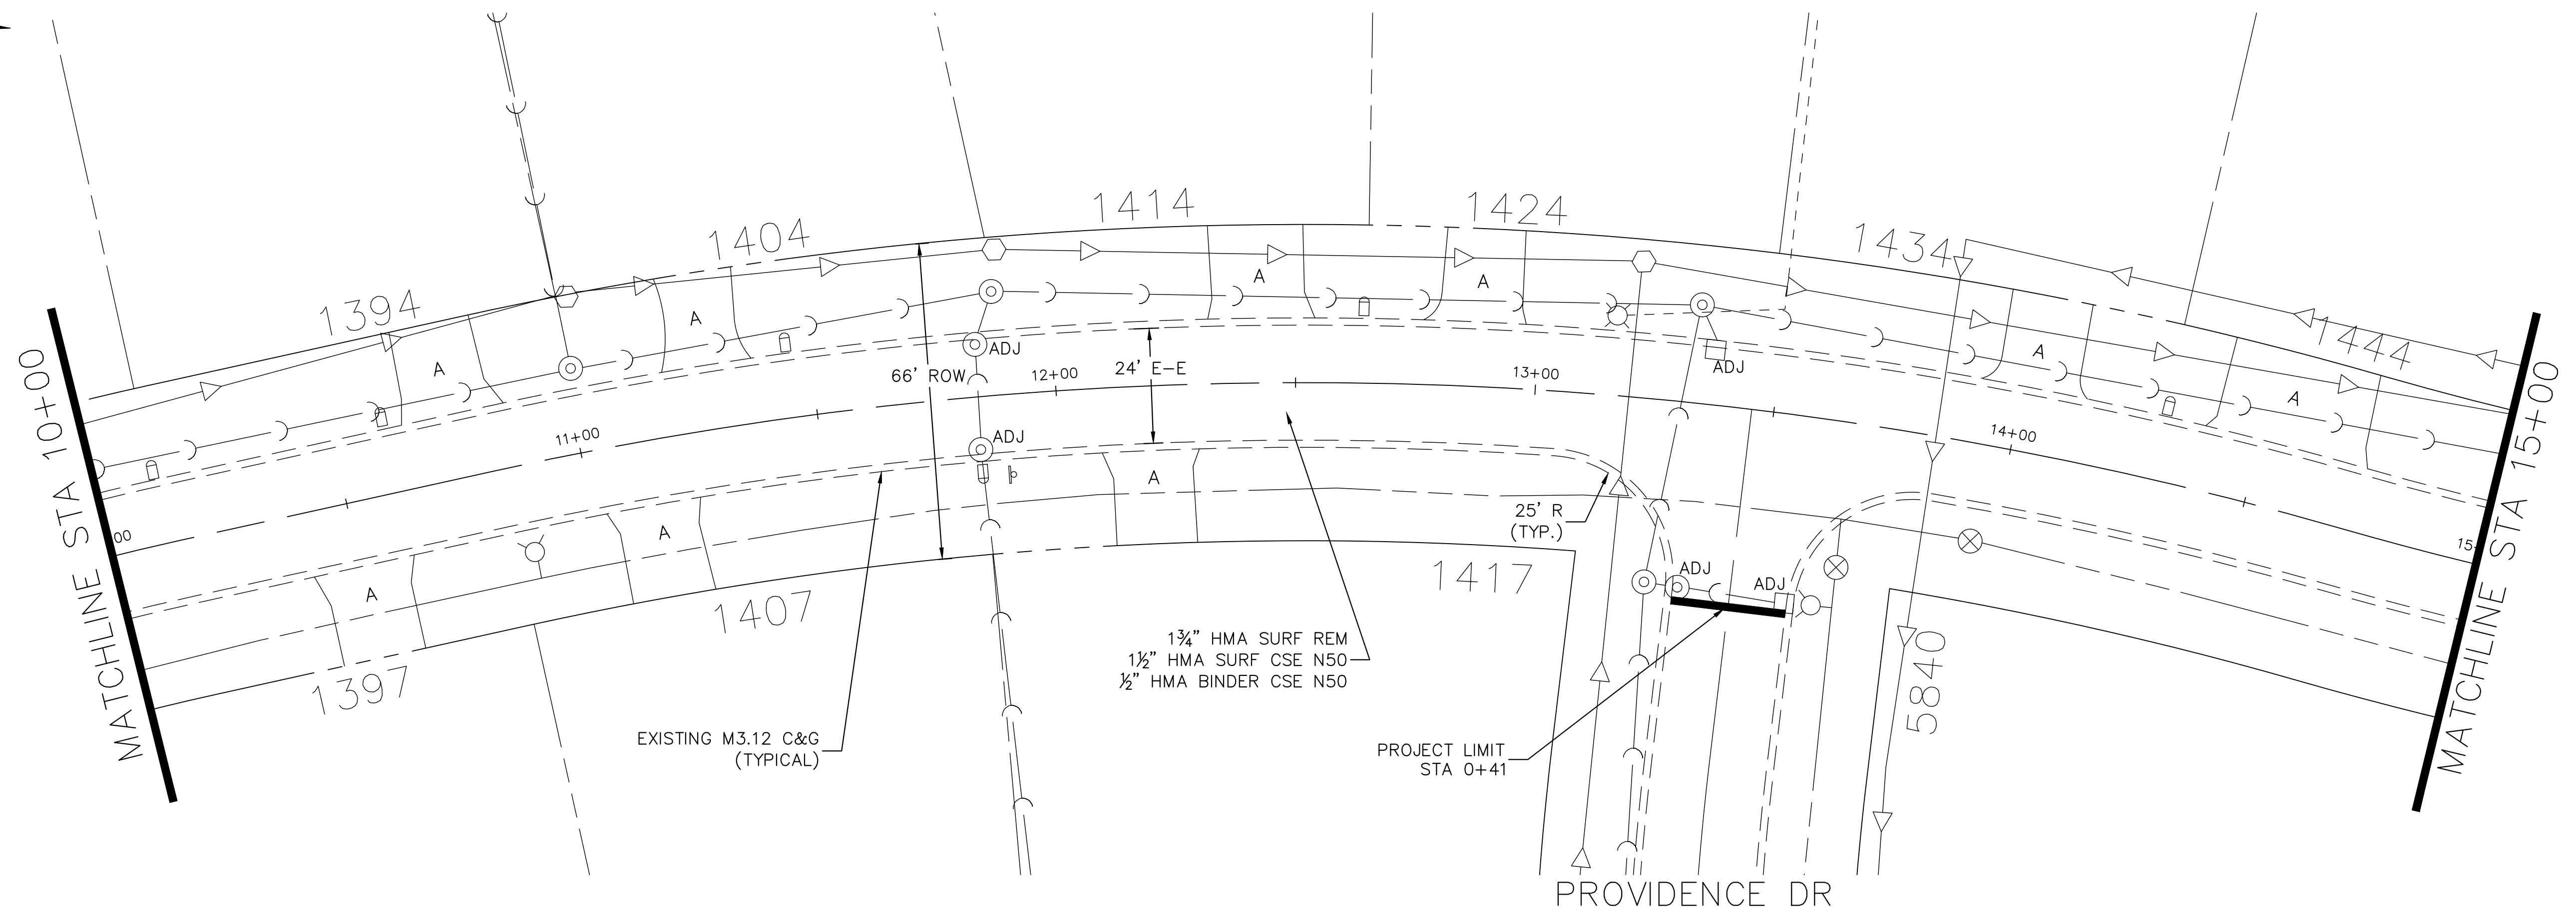 MATCHLINE STA 10+00
1394
1404
1414
1424
1434
1444
A
A
A
A
A
A
ADJ
ADJ
66' ROW
24' E-E
00
11+00
12+00
13+00
14+00
15
ADJ
A
A
A
25' R
(TYP.)
ADJ
ADJ
1397
1407
1417
5840
1¾" HMA SURF REM
1½" HMA SURF CSE N50
½" HMA BINDER CSE N50
EXISTING M3.12 C&G
(TYPICAL)
PROJECT LIMIT
STA 0+41
PROVIDENCE DR
MATCHLINE STA 15+00